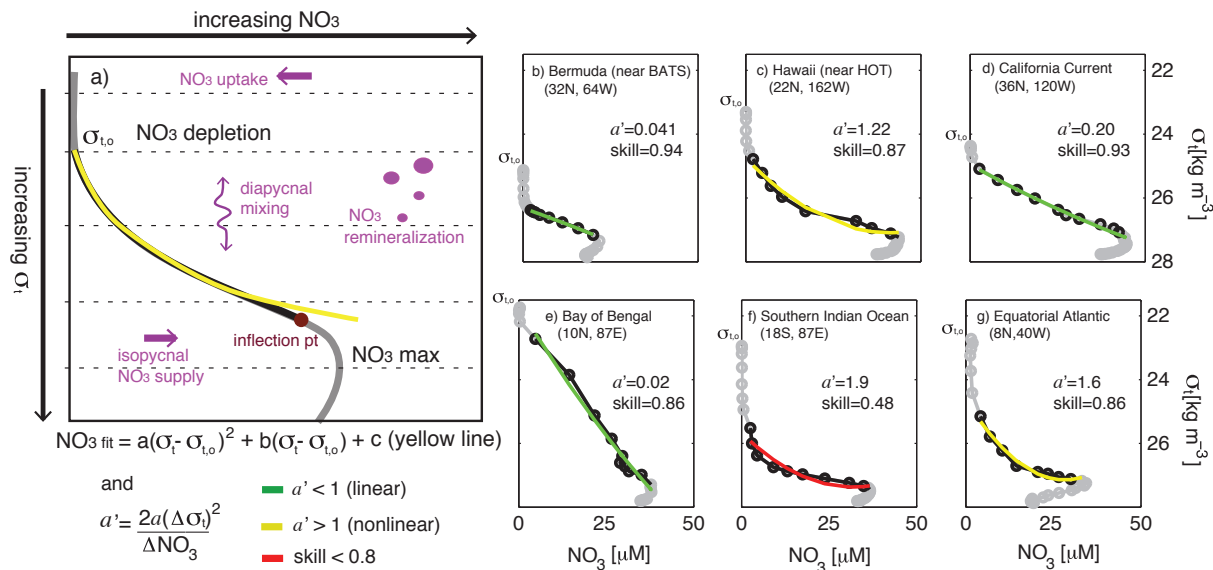 increasing NO3
increasing σt
a)
NO3 uptake
σt,o
NO3 depletion
diapycnal
mixing
NO3
remineralization
inflection pt
isopycnal
NO3 supply
NO3 max
NO3 fit = a(σt- σt,o)2 + b(σt- σt,o) + c (yellow line)
and
a' = 2a(Δσt)2
ΔNO3
a' < 1 (linear)
a' > 1 (nonlinear)
skill < 0.8
b) Bermuda (near BATS)
(32N, 64W)
a'=0.041
skill=0.94
σt,o
c) Hawaii (near HOT)
(22N, 162W)
a'=1.22
skill=0.87
σt,o
d) California Current
(36N, 120W)
a'=0.20
skill=0.93
σt,o
22
24
26
28
σt[kg m-3]
e) Bay of Bengal
(10N, 87E)
a'=0.02
skill=0.86
σt,o
f) Southern Indian Ocean
(18S, 87E)
a'=1.9
skill=0.48
σt,o
g) Equatorial Atlantic
(8N,40W)
a'=1.6
skill=0.86
σt,o
22
24
26
σt[kg m-3]
0 25 50
0 25 50
0 25 50
NO3 [μM]
NO3 [μM]
NO3 [μM]